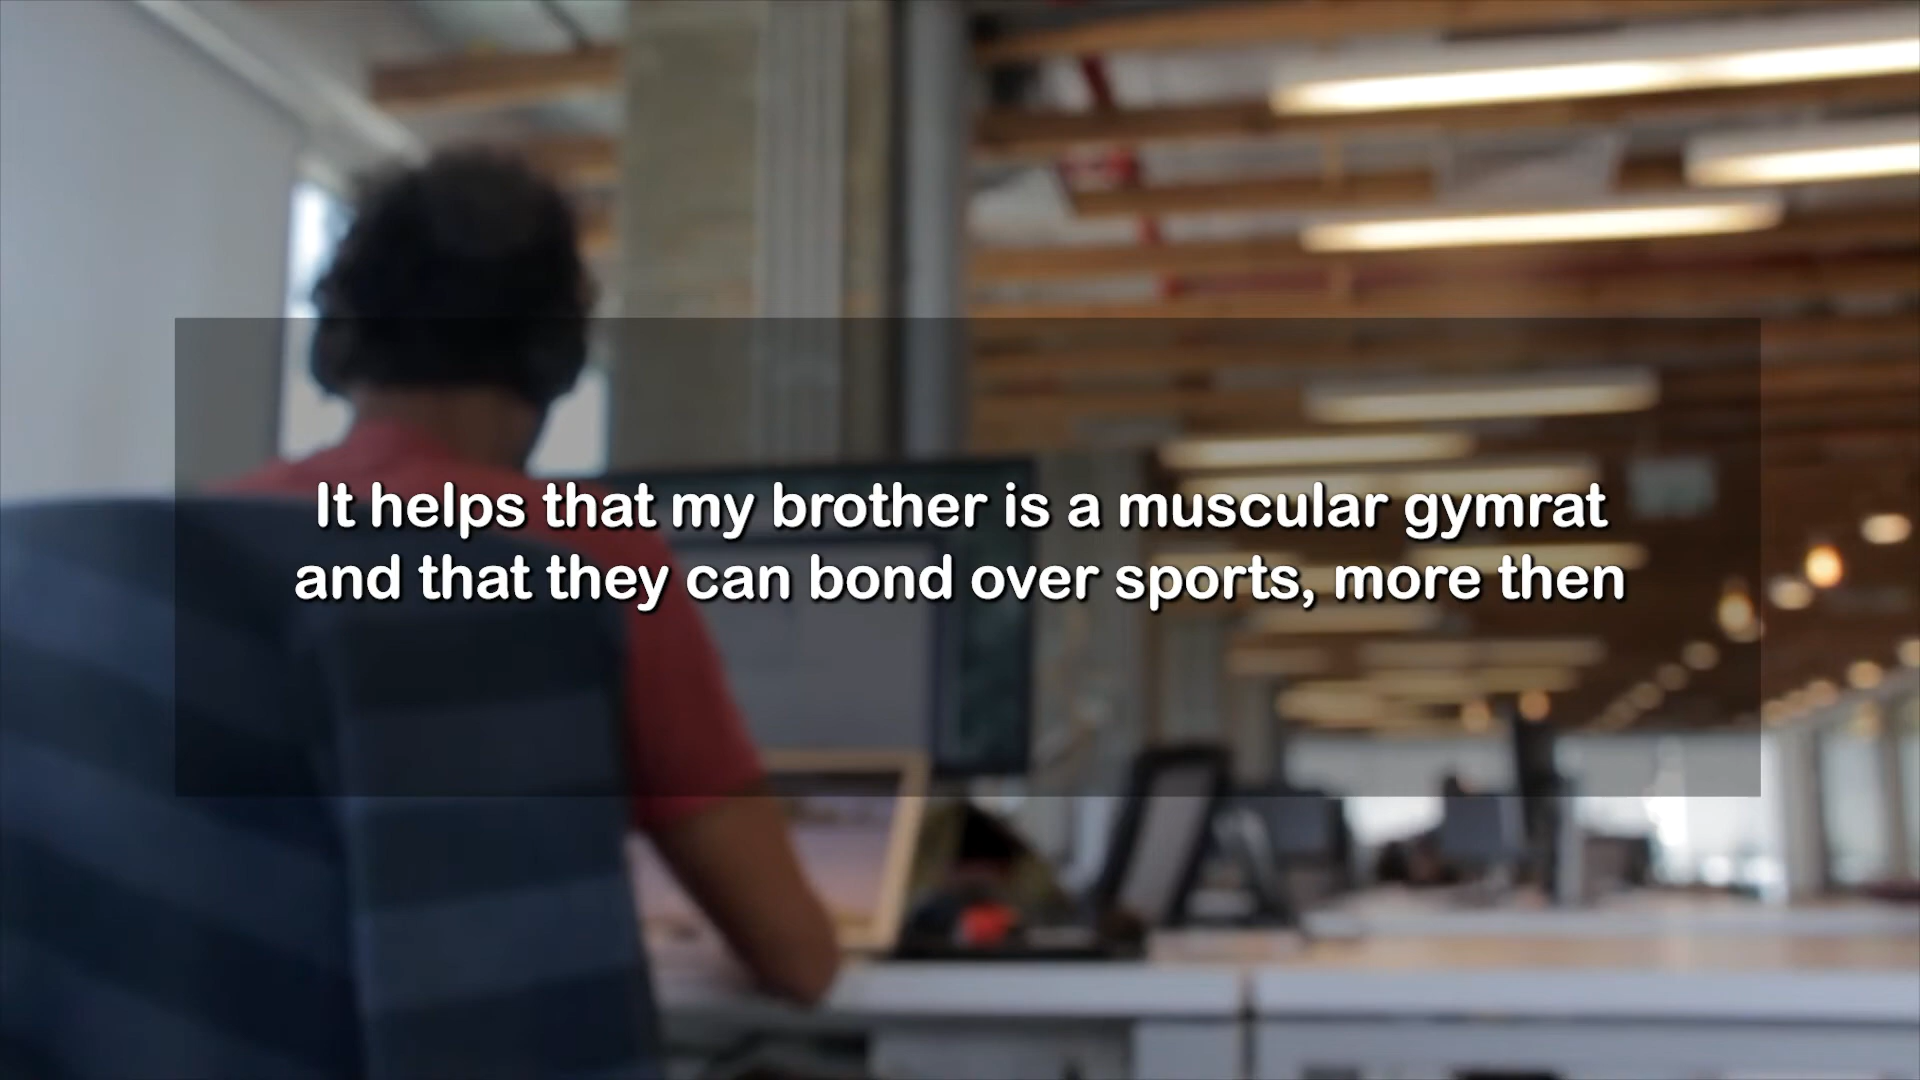 It helps that my brother is a muscular gymrat
and that they can bond over sports, more then